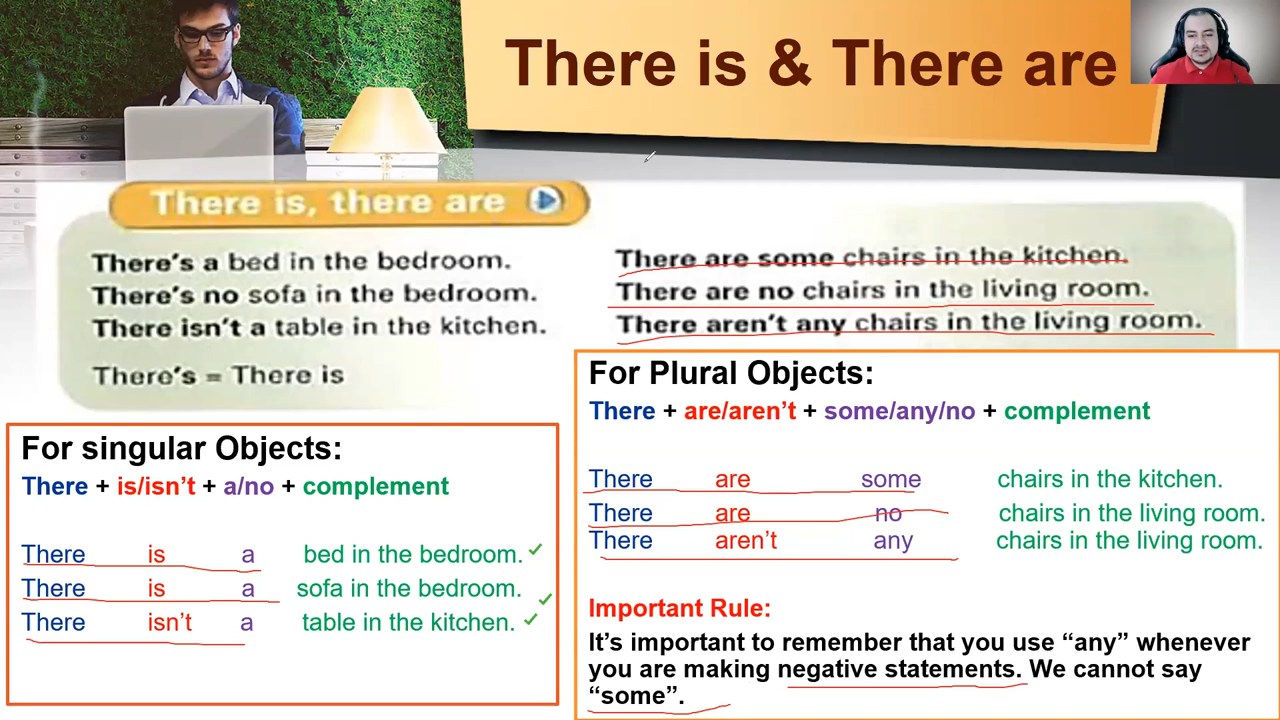 There is & There are
There is, there are
There's a bed in the bedroom.
There's no sofa in the bedroom.
There isn't a table in the kitchen.
There's = There is
There are some chairs in the kitchen.
There are no chairs in the living room.
There aren't any chairs in the living room.
For singular Objects:
There + is/isn't + a/no + complement
There is a bed in the bedroom.
There is a sofa in the bedroom.
There isn't a table in the kitchen.
For Plural Objects:
There + are/aren't + some/any/no + complement
There are some chairs in the kitchen.
There are no chairs in the living room.
There aren't any chairs in the living room.
Important Rule:
It's important to remember that you use “any” whenever
you are making negative statements. We cannot say
“some”.